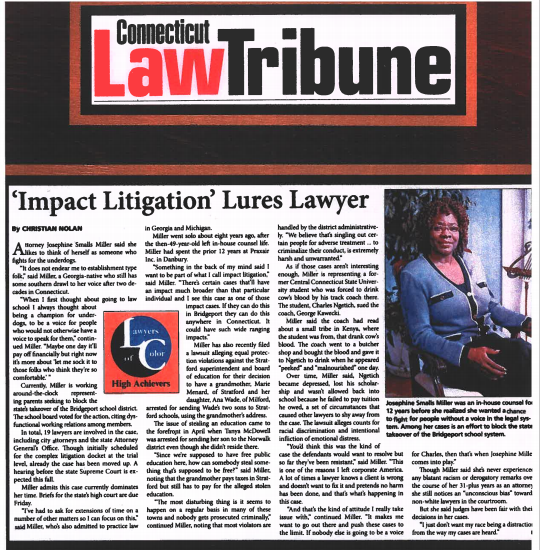 Connecticut
Law Tribune
'Impact Litigation' Lures Lawyer
By CHRISTIAN NOLAN
Attorney Josephine Smalls Miller said she
likes to think of herself as someone who
fights for the underdogs.
"It does not endear me to establishment type
folk," said Miller, a Georgia-native who still has
some southern drawl to her voice after two de-
cades in Connecticut.
"When I first thought about going to law
school I always thought about
being a champion for under-
dogs, to be a voice for people
who would not otherwise have a
voice to speak for them," contin-
ued Miller. "Maybe one day it'll
pay off financially but right now
it's more about 'let me sock it to
those folks who think they're so
comfortable.'"
Currently, Miller is working
around-the-clock represent-
ing parents seeking to block the
state's takeover of the Bridgeport school district.
The school board voted for the action, citing dys-
functional working relations among members.
In total, 19 lawyers are involved in the case,
including city attorneys and the state Attorney
General's Office. Though initially scheduled
for the complex litigation docket at the trial
level, already the case has been moved up. A
hearing before the state Supreme Court is ex-
pected this fall.
Miller admits this case currently dominates
her time. Briefs for the state's high court are due
Friday.
"I've had to ask for extensions of time on a
number of other matters so I can focus on this,"
said Miller, who's also admitted to practice law
in Georgia and Michigan.
Miller went solo about eight years ago, after
the then-49-year-old left in-house counsel life.
Miller had spent the prior 12 years at Praxair
Inc. in Danbury.
"Something in the back of my mind said I
want to be part of what I call impact litigation,"
said Miller. "There's certain cases that'll have
an impact much broader than that particular
individual and I see this case as one of those
impact cases. If they can do this
in Bridgeport they can do this
anywhere in Connecticut. It
could have such wide ranging
impacts."
Miller has also recently filed
a lawsuit alleging equal protec-
tion violations against the Strat-
ford superintendent and board
of education for their decision
to have a grandmother, Marie
Menard, of Stratford and her
daughter, Ana Wade, of Milford,
arrested for sending Wade's two sons to Strat-
ford schools, using the grandmother's address.
The issue of stealing an education came to
the forefront in April when Tanya McDowell
was arrested for sending her son to the Norwalk
district even though she didn't reside there.
"Since we're supposed to have free public
education here, how can somebody steal some-
thing that's supposed to be free?" said Miller,
noting that the grandmother pays taxes in Strat-
ford but still has to pay for the alleged stolen
education.
"The most disturbing thing is it seems to
happen on a regular basis in many of these
towns and nobody gets prosecuted criminally,"
continued Miller, noting that most violations are
Lawyers
of
Color
High Achievers
handled by the district administrative-
ly. "We believe that's singling out cer-
tain people for adverse treatment ... to
criminalize their conduct, is extremely
harsh and unwarranted."
As if those cases aren't interesting
enough, Miller is representing a for-
mer Central Connecticut State Univer-
sity student who was forced to drink
cow's blood by his track coach there.
The student, Charles Ngetich, sued the
coach, George Kawecki.
Miller said the coach had read
about a small tribe in Kenya, where
the student was from, that drank cow's
blood. The coach went to a butcher
shop and bought the blood and gave it
to Ngetich to drink when he appeared
"peeked" and "malnourished" one day.
Over time, Miller said, Ngetich
became depressed, lost his scholar-
ship and wasn't allowed back into
school because he failed to pay tuition
he owed, a set of circumstances that
caused other lawyers to shy away from
the case. The lawsuit alleges counts for
racial discrimination and intentional
infliction of emotional distress.
"You'd think this was the kind of
case the defendants would want to resolve but
so far they've been resistant," said Miller. "This
is one of the reasons I left corporate America.
A lot of times a lawyer knows a client is wrong
and doesn't want to fix it and pretends no harm
has been done, and that's what's happening in
this case.
"And that's the kind of attitude I really take
issue with," continued Miller. "It makes me
want to go out there and push these cases to
the limit. If nobody else is going to be a voice
Josephine Smalls Miller was an in-house counsel for
12 years before she realized she wanted a chance
to fight for people without a voice in the legal sys-
tem. Among her cases is an effort to block the state
takeover of the Bridgeport school system.
for Charles, then that's when Josephine Mille
comes into play."
Though Miller said she's never experienced
any blatant racism or derogatory remarks over
the course of her 31-plus years as an attorney
she still notices an "unconscious bias" toward
non-white lawyers in the courtroom.
But she said judges have been fair with their
decisions in her cases.
"I just don't want my race being a distraction
from the way my cases are heard."